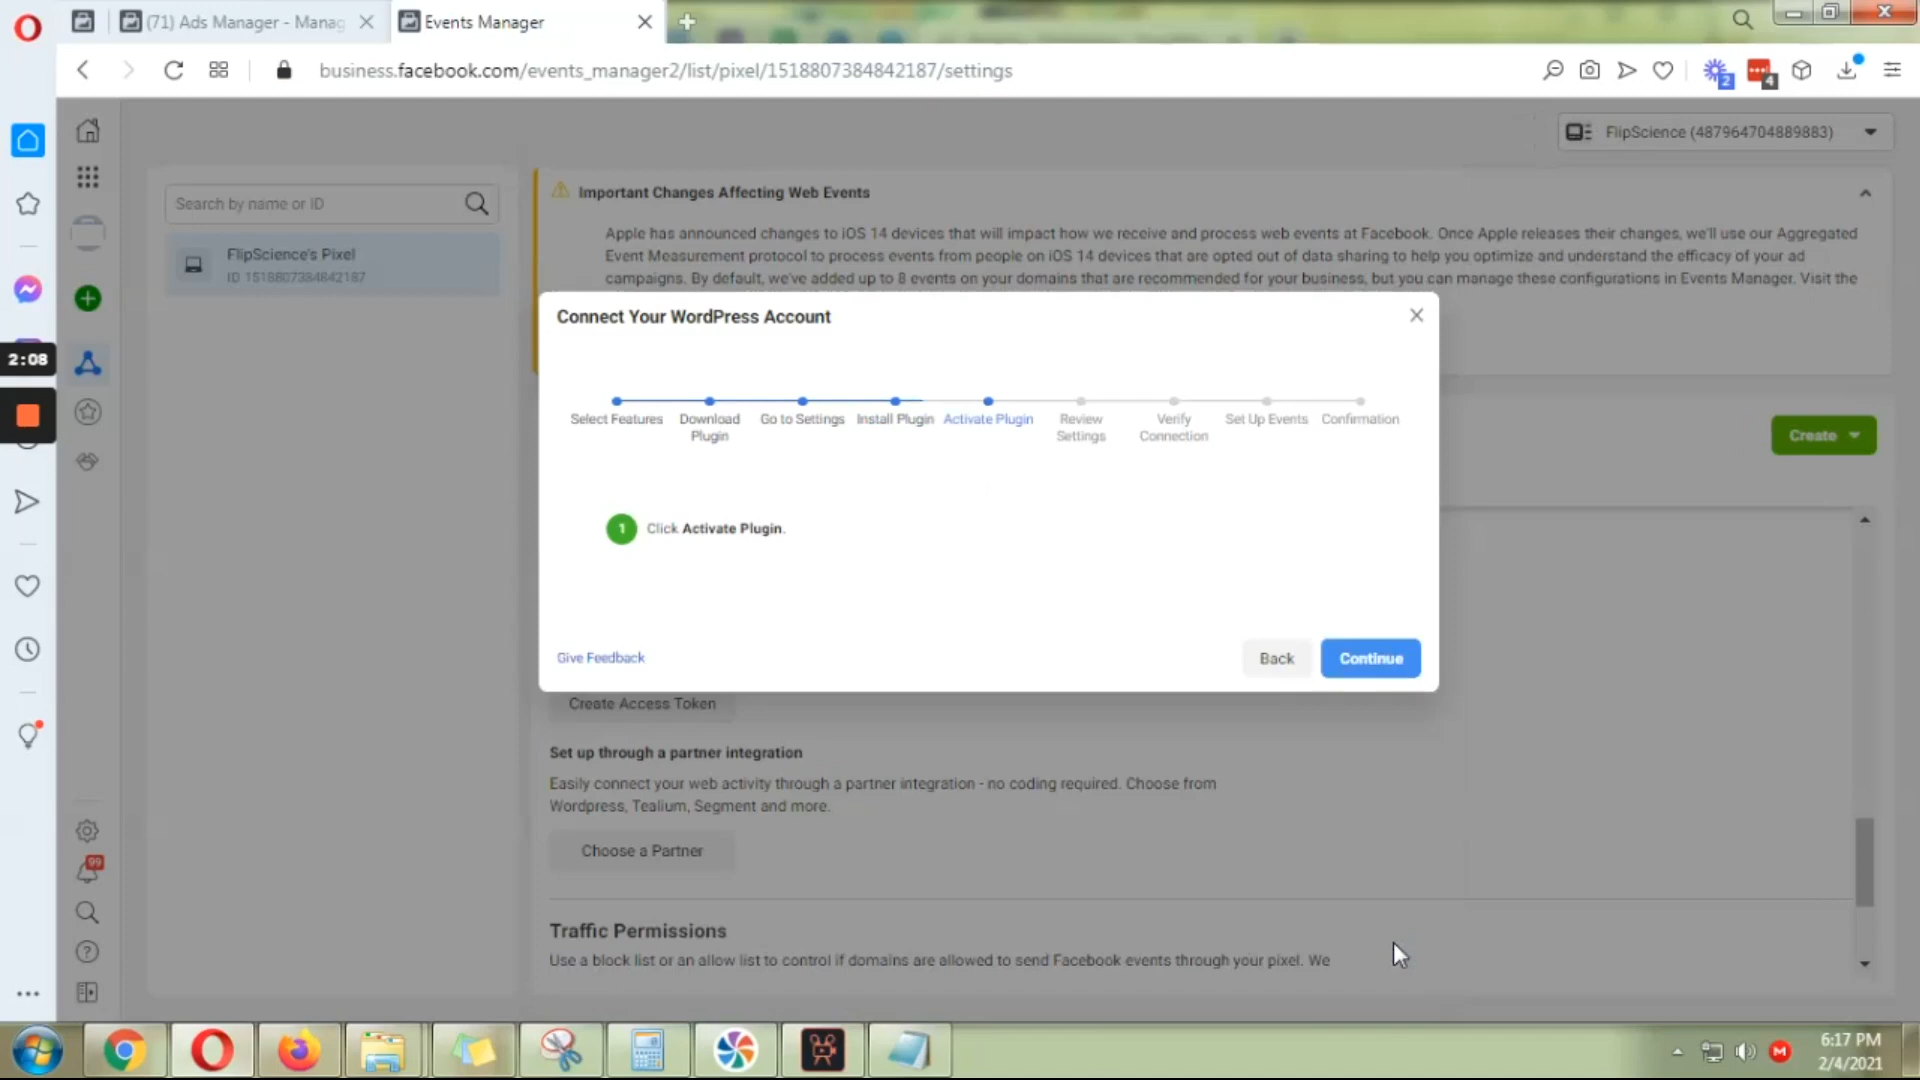 (71) Ads Manager - Manag
Events Manager
business.facebook.com/events_manager2/list/pixel/1518807384842187/settings
2
4
FlipScience (487964704889883)
Search by name or ID
FlipScience's Pixel
ID 1518807384842187
Important Changes Affecting Web Events
Apple has announced changes to iOS 14 devices that will impact how we receive and process web events at Facebook. Once Apple releases their changes, we'll use our Aggregated
Event Measurement protocol to process events from people on iOS 14 devices that are opted out of data sharing to help you optimize and understand the efficacy of your ad
campaigns. By default, we've added up to 8 events on your domains that are recommended for your business, but you can manage these configurations in Events Manager. Visit the
Connect Your WordPress Account
2:08
Select Features
Download
Plugin
Go to Settings
Install Plugin
Activate Plugin
Review
Settings
Verify
Connection
Set Up Events
Confirmation
Create
1
Click Activate Plugin.
Give Feedback
Back
Continue
Create Access Token
Set up through a partner integration
Easily connect your web activity through a partner integration - no coding required. Choose from
Wordpress, Tealium, Segment and more.
Choose a Partner
99
Traffic Permissions
Use a block list or an allow list to control if domains are allowed to send Facebook events through your pixel. We
6:17 PM
2/4/2021